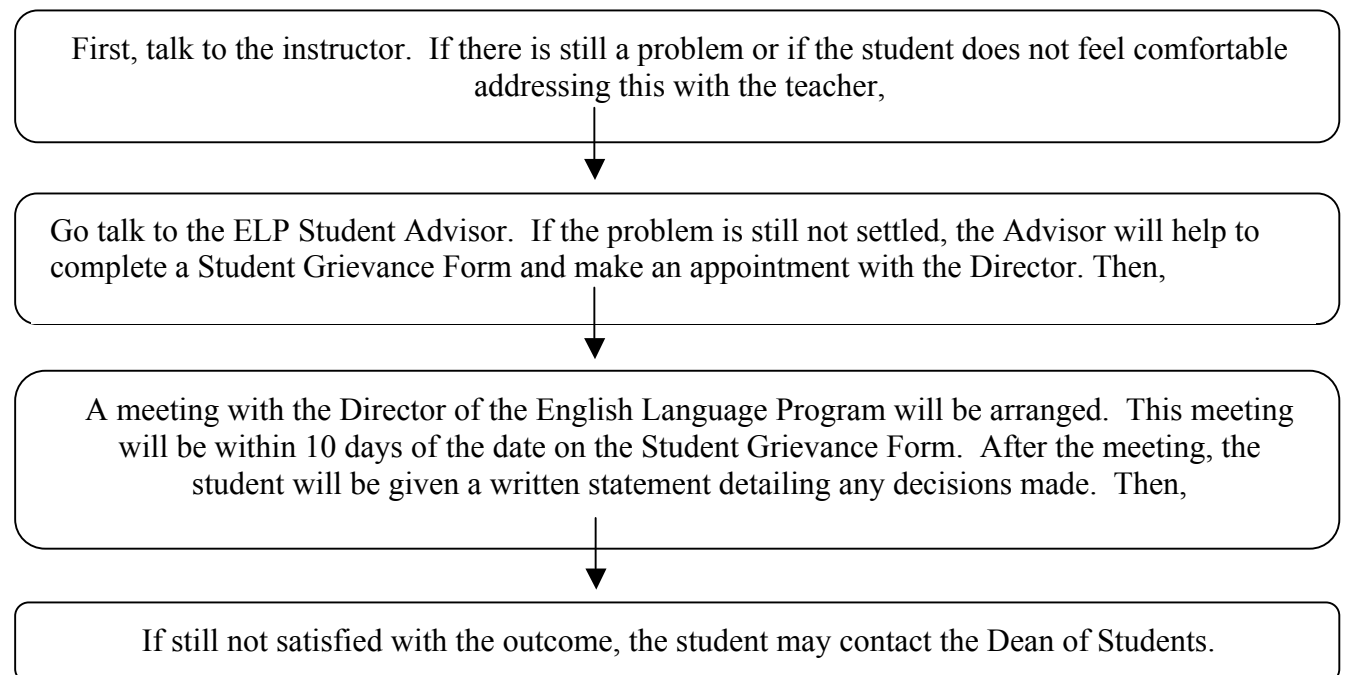 First, talk to the instructor.  If there is still a problem or if the student does not feel comfortable
addressing this with the teacher,
Go talk to the ELP Student Advisor.  If the problem is still not settled, the Advisor will help to
complete a Student Grievance Form and make an appointment with the Director. Then,
A meeting with the Director of the English Language Program will be arranged.  This meeting
will be within 10 days of the date on the Student Grievance Form.  After the meeting, the
student will be given a written statement detailing any decisions made.  Then,
If still not satisfied with the outcome, the student may contact the Dean of Students.